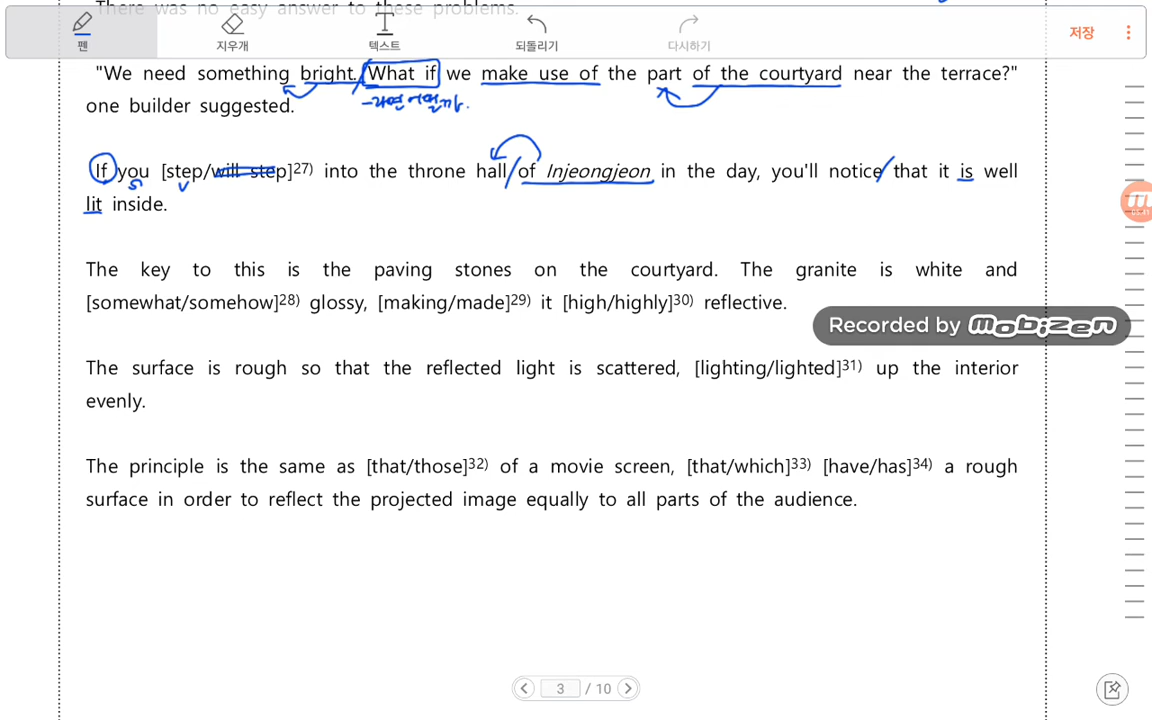 There was no easy answer to these problems.
펜 지우개 텍스트 되돌리기 다시하기 저장
"We need something bright. What if we make use of the part of the courtyard near the terrace?"
one builder suggested.
If you [step/will step]27) into the throne hall of Injeongjeon in the day, you'll notice that it is well
S V
lit inside.
The key to this is the paving stones on the courtyard. The granite is white and
[somewhat/somehow]28) glossy, [making/made]29) it [high/highly]30) reflective.
Recorded by mobizen
The surface is rough so that the reflected light is scattered, [lighting/lighted]31) up the interior
evenly.
The principle is the same as [that/those]32) of a movie screen, [that/which]33) [have/has]34) a rough
surface in order to reflect the projected image equally to all parts of the audience.
3 / 10